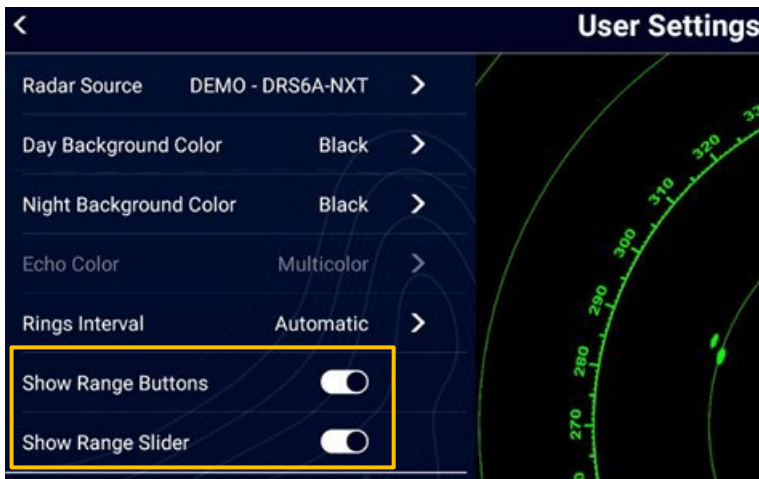 User Settings
Radar Source DEMO - DRS6A-NXT
Day Background Color Black
Night Background Color Black
Echo Color Multicolor
Rings Interval Automatic
Show Range Buttons
Show Range Slider
320
310
300
290
280
270